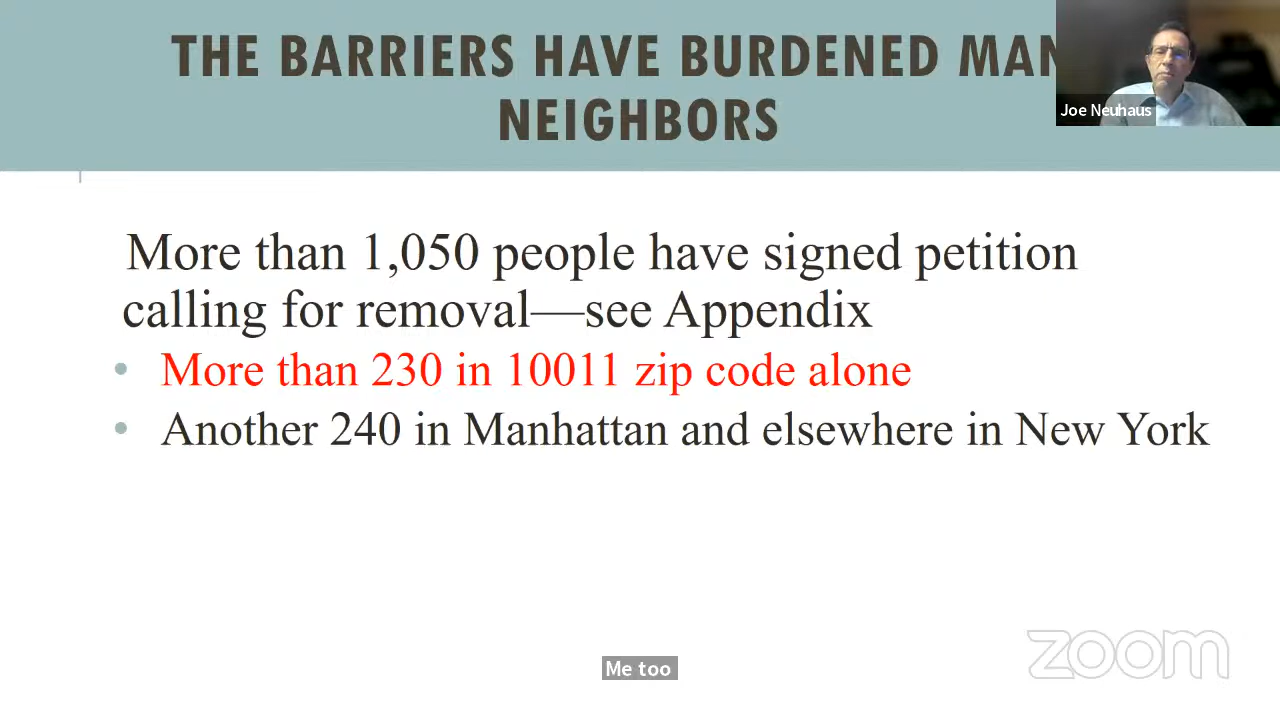 THE BARRIERS HAVE BURDENED MAN
NEIGHBORS
Joe Neuhaus
More than 1,050 people have signed petition
calling for removal—see Appendix
• More than 230 in 10011 zip code alone
• Another 240 in Manhattan and elsewhere in New York
Me too
zoom